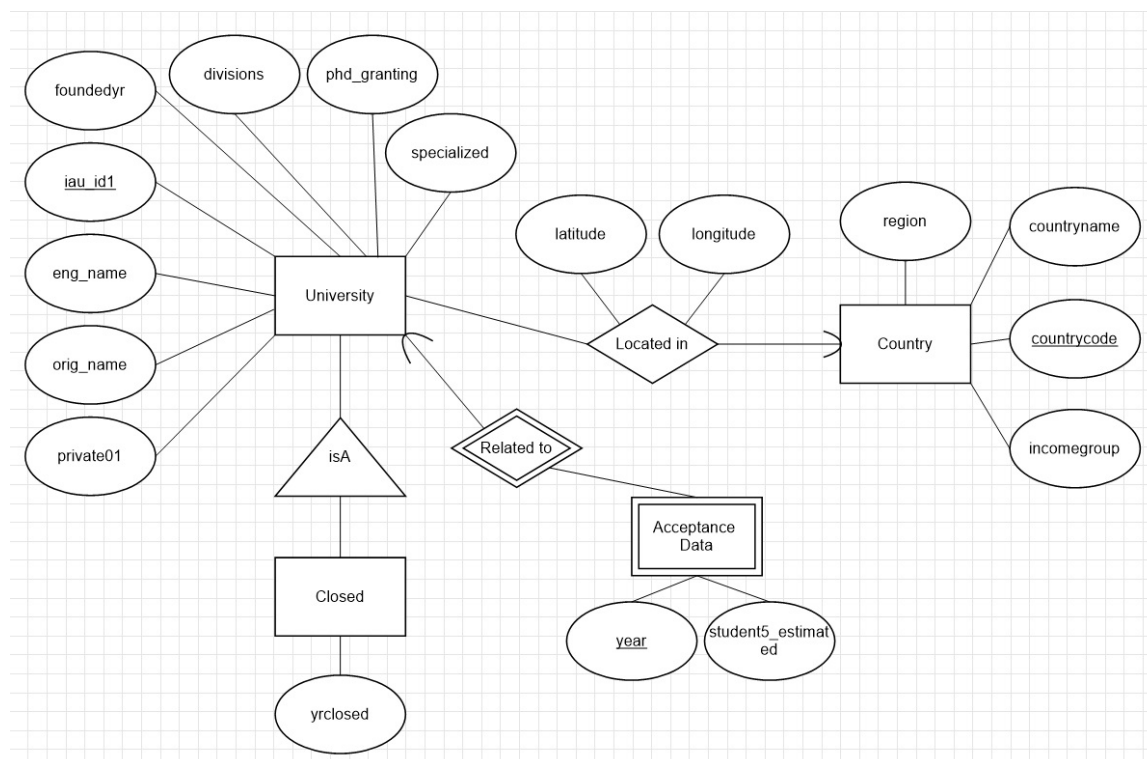 divisions
phd_granting
foundedyr
specialized
iau_id1
latitude
longitude
region
countryname
eng_name
University
Located in
Country
countrycode
orig_name
private01
isA
Related to
incomegroup
Acceptance
Data
Closed
year
student5_estimat
ed
yrclosed